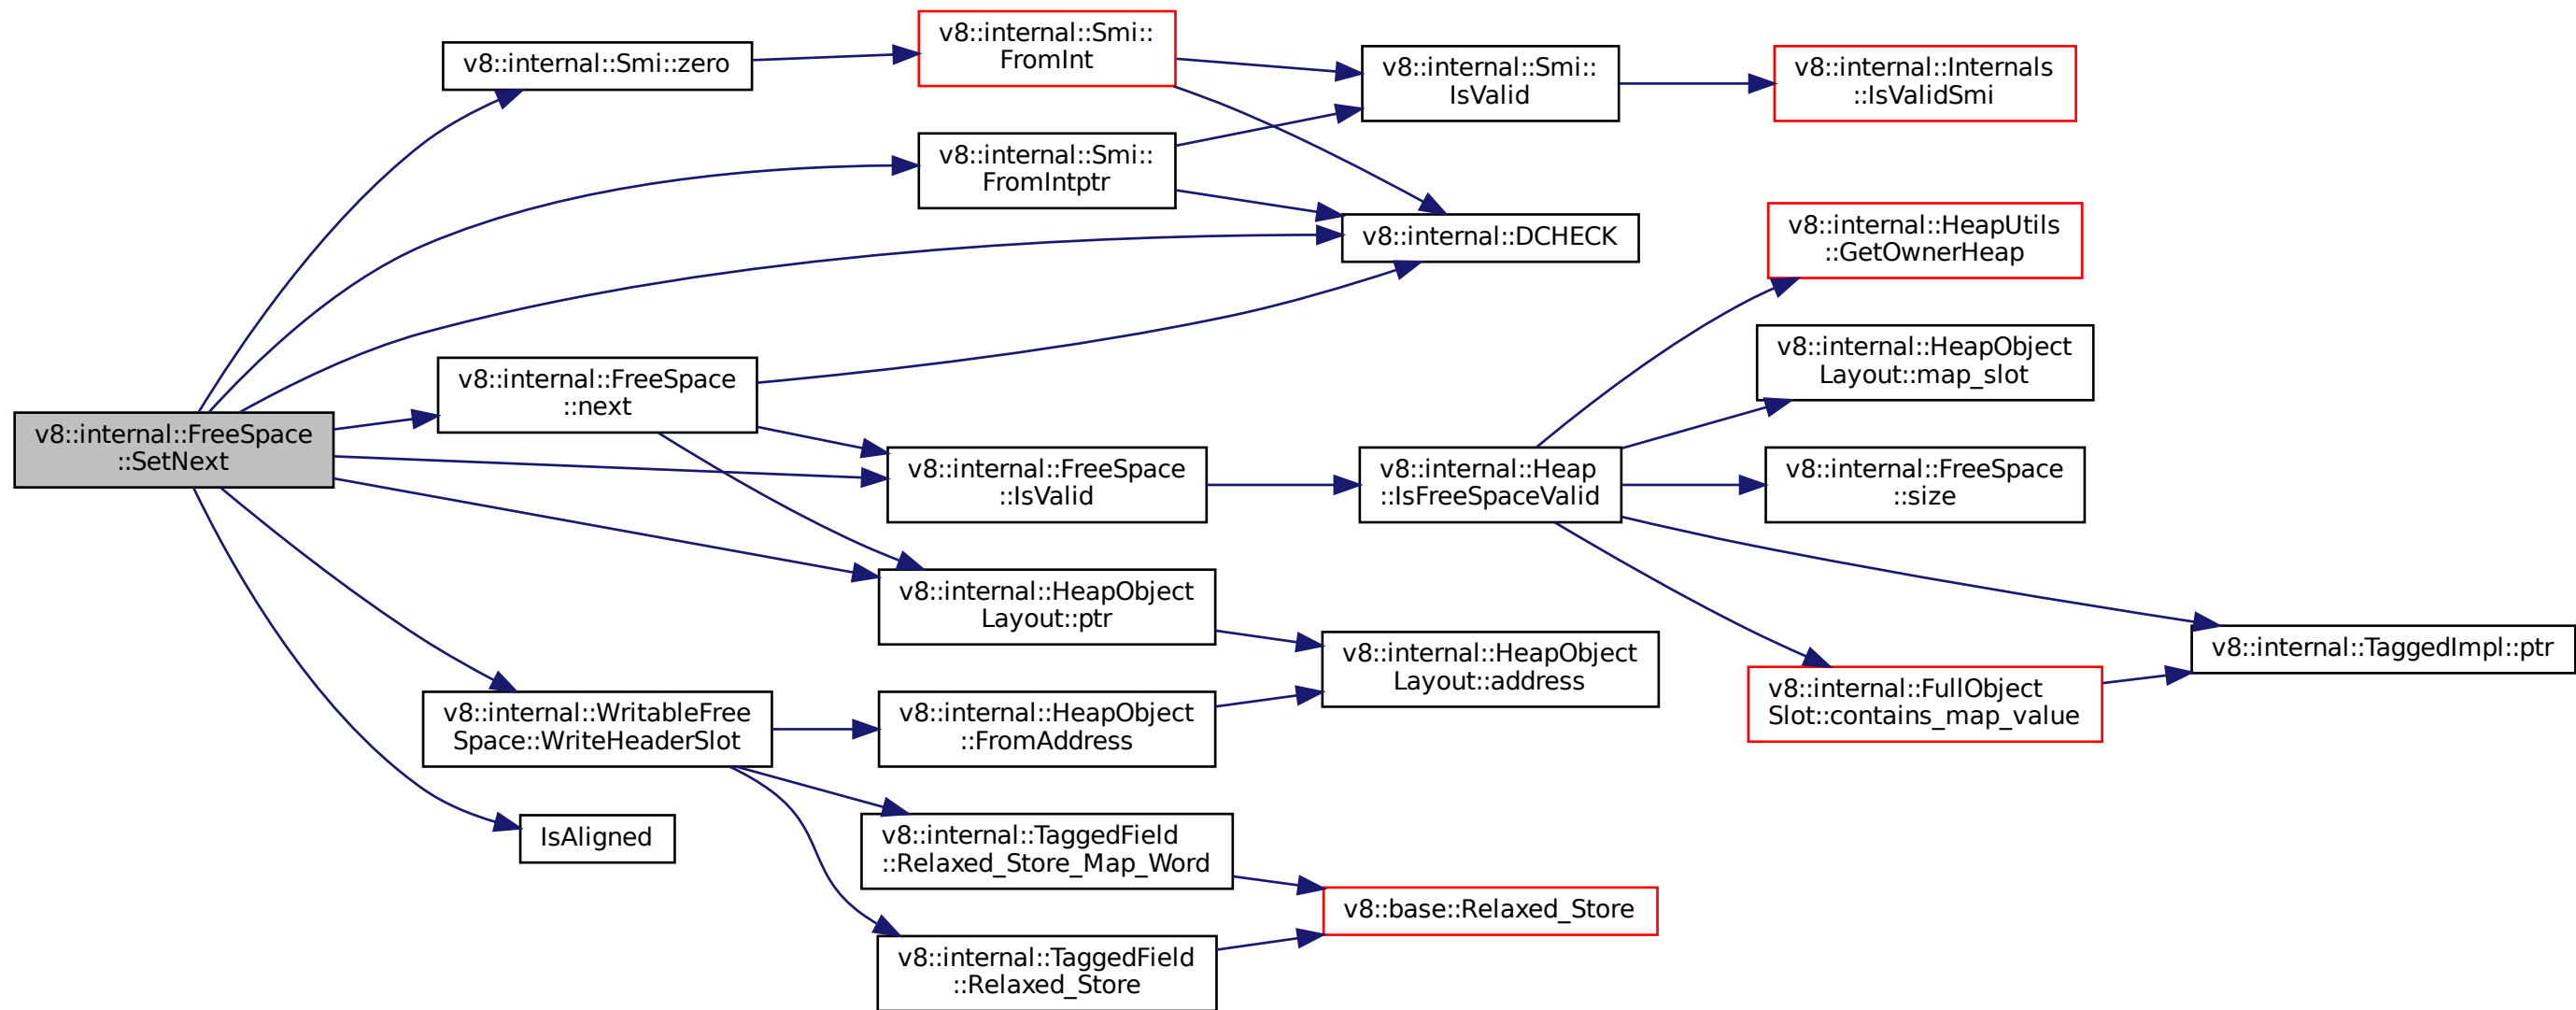 v8::internal::FreeSpace
::SetNext
v8::internal::Smi::zero
v8::internal::FreeSpace
::next
v8::internal::WritableFree
Space::WriteHeaderSlot
IsAligned
v8::internal::Smi::
FromInt
v8::internal::Smi::
FromIntptr
v8::internal::FreeSpace
::IsValid
v8::internal::HeapObject
Layout::ptr
v8::internal::HeapObject
::FromAddress
v8::internal::TaggedField
::Relaxed_Store_Map_Word
v8::internal::TaggedField
::Relaxed_Store
v8::internal::Smi::
IsValid
v8::internal::DCHECK
v8::internal::Heap
::IsFreeSpaceValid
v8::internal::HeapObject
Layout::address
v8::base::Relaxed_Store
v8::internal::Internals
::IsValidSmi
v8::internal::HeapUtils
::GetOwnerHeap
v8::internal::HeapObject
Layout::map_slot
v8::internal::FreeSpace
::size
v8::internal::FullObject
Slot::contains_map_value
v8::internal::TaggedImpl::ptr